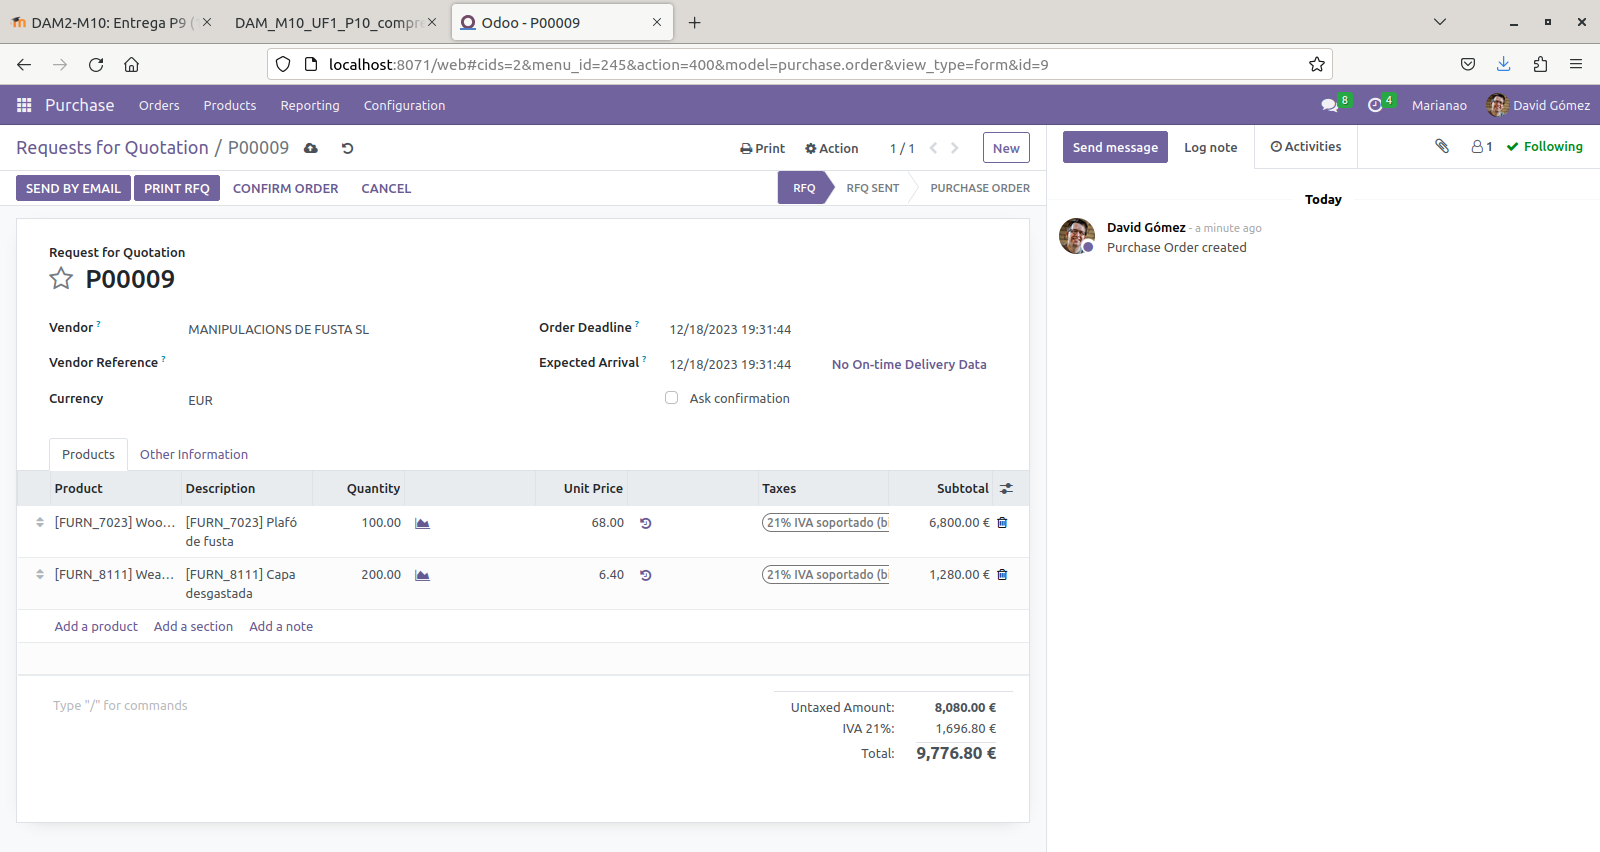 DAM2-M10: Entrega P9 (
DAM_M10_UF1_P10_compr
Odoo - P00009
localhost:8071/web#cids=2&menu_id=245&action=400&model=purchase.order&view_type=form&id=9
Purchase
Orders
Products
Reporting
Configuration
8
4
Marianao
David Gómez
Requests for Quotation / P00009
Print
Action
1 / 1
New
Send message
Log note
Activities
1
Following
SEND BY EMAIL
PRINT RFQ
CONFIRM ORDER
CANCEL
RFQ
RFQ SENT
PURCHASE ORDER
Today
David Gómez - a minute ago
Purchase Order created
Request for Quotation
P00009
Vendor ?
MANIPULACIONS DE FUSTA SL
Order Deadline ?
12/18/2023 19:31:44
Vendor Reference ?
Expected Arrival ?
12/18/2023 19:31:44
No On-time Delivery Data
Currency
EUR
Ask confirmation
Products
Other Information
Product
Description
Quantity
Unit Price
Taxes
Subtotal
[FURN_7023] Woo...
[FURN_7023] Plafó
de fusta
100.00
68.00
21% IVA soportado (bi
6,800.00 €
[FURN_8111] Wea...
[FURN_8111] Capa
desgastada
200.00
6.40
21% IVA soportado (bi
1,280.00 €
Add a product
Add a section
Add a note
Type "/" for commands
Untaxed Amount: 8,080.00 €
IVA 21%: 1,696.80 €
Total: 9,776.80 €